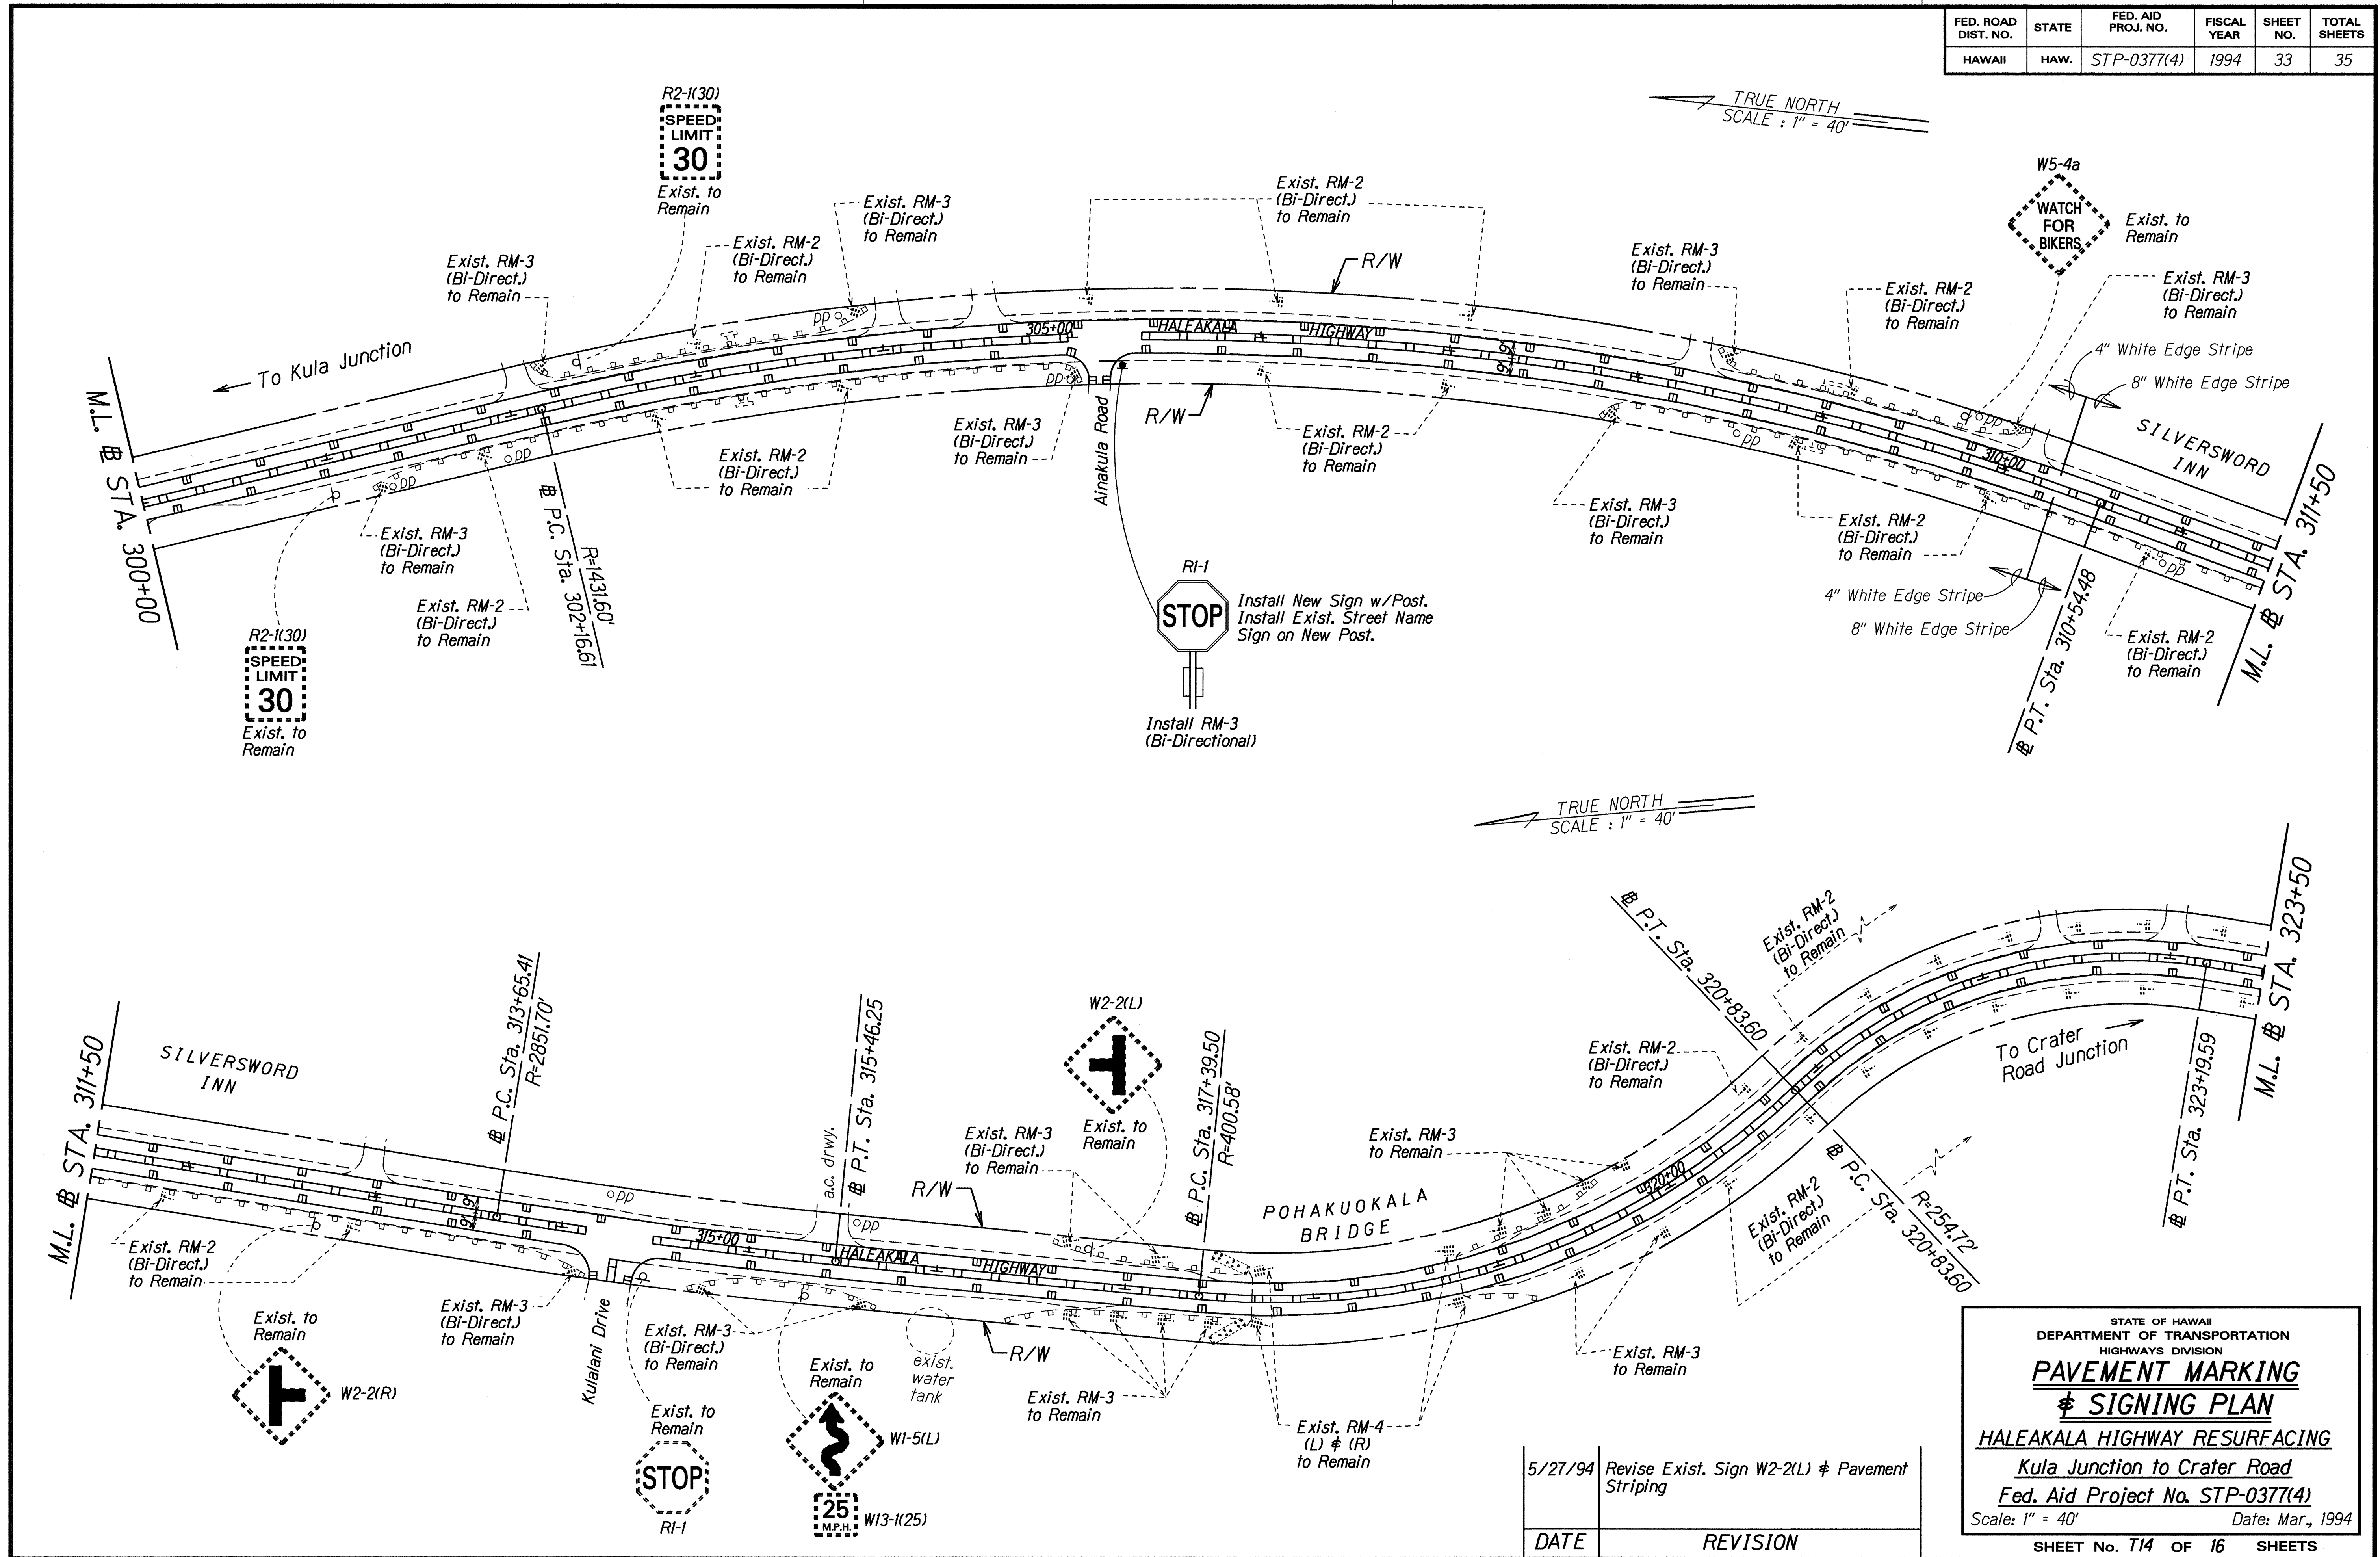 FED. ROAD DIST. NO.
STATE
FED. AID PROJ. NO.
FISCAL YEAR
SHEET NO.
TOTAL SHEETS
HAWAII
HAW.
STP-0377(4)
1994
33
35
TRUE NORTH
SCALE : 1" = 40'
R2-1(30)
SPEED
LIMIT
30
Exist. to
Remain
Exist. RM-3
(Bi-Direct.)
to Remain
Exist. RM-2
(Bi-Direct.)
to Remain
Exist. RM-3
(Bi-Direct.)
to Remain
Exist. RM-2
(Bi-Direct.)
to Remain
R/W
Exist. RM-3
(Bi-Direct.)
to Remain
W5-4a
WATCH
FOR
BIKERS
Exist. to
Remain
Exist. RM-2
(Bi-Direct.)
to Remain
Exist. RM-3
(Bi-Direct.)
to Remain
4" White Edge Stripe
8" White Edge Stripe
SILVERSWORD
INN
To Kula Junction
M.L. B STA. 300+00
pp
305+00
HALEAKALA
HIGHWAY
9'
9'
pp
310+00
M.L. B STA. 311+50
pp
pp
pp
pp
pp
Exist. RM-3
(Bi-Direct.)
to Remain
Exist. RM-2
(Bi-Direct.)
to Remain
B P.C. Sta. 302+16.61
R=1431.60'
Exist. RM-2
(Bi-Direct.)
to Remain
Exist. RM-3
(Bi-Direct.)
to Remain
Ainakula Road
R/W
Exist. RM-2
(Bi-Direct.)
to Remain
Exist. RM-3
(Bi-Direct.)
to Remain
Exist. RM-2
(Bi-Direct.)
to Remain
4" White Edge Stripe
8" White Edge Stripe
B P.T. Sta. 310+54.48
Exist. RM-2
(Bi-Direct.)
to Remain
R2-1(30)
SPEED
LIMIT
30
Exist. to
Remain
R1-1
STOP
Install New Sign w/Post.
Install Exist. Street Name
Sign on New Post.
Install RM-3
(Bi-Directional)
TRUE NORTH
SCALE : 1" = 40'
M.L. B STA. 311+50
SILVERSWORD
INN
B P.C. Sta. 313+65.41
R=2851.70'
pp
a.c. drwy.
B P.T. Sta. 315+46.25
pp
R/W
Exist. RM-3
(Bi-Direct.)
to Remain
W2-2(L)
Exist. to
Remain
B P.C. Sta. 317+39.50
R=400.58'
POHAKUOKALA
BRIDGE
Exist. RM-3
to Remain
Exist. RM-2
(Bi-Direct.)
to Remain
B P.T. Sta. 320+83.60
Exist. RM-2
(Bi-Direct.)
to Remain
To Crater
Road Junction
B P.T. Sta. 323+19.59
M.L. B STA. 323+50
9'
9'
315+00
HALEAKALA
HIGHWAY
320+00
Exist. RM-2
(Bi-Direct.)
to Remain
Exist. to
Remain
W2-2(R)
Exist. RM-3
(Bi-Direct.)
to Remain
Kulalani Drive
Exist. RM-3
(Bi-Direct.)
to Remain
Exist. to
Remain
STOP
R1-1
Exist. to
Remain
W1-5(L)
25
M.P.H.
W13-1(25)
exist.
water
tank
R/W
Exist. RM-3
to Remain
Exist. RM-4
(L) & (R)
to Remain
Exist. RM-3
to Remain
Exist. RM-2
(Bi-Direct.)
to Remain
B P.C. Sta. 320+83.60
R=254.72'
5/27/94
Revise Exist. Sign W2-2(L) & Pavement
Striping
DATE
REVISION
STATE OF HAWAII
DEPARTMENT OF TRANSPORTATION
HIGHWAYS DIVISION
PAVEMENT MARKING
& SIGNING PLAN
HALEAKALA HIGHWAY RESURFACING
Kula Junction to Crater Road
Fed. Aid Project No. STP-0377(4)
Scale: 1" = 40'
Date: Mar., 1994
SHEET No. T14 OF 16 SHEETS